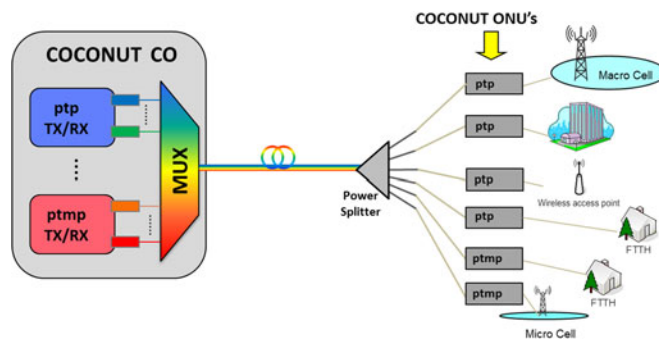 COCONUT CO
ptp
TX/RX
ptmp
TX/RX
MUX
Power
Splitter
COCONUT ONU's
ptp
Macro Cell
ptp
ptp
Wireless access point
ptp
FTTH
ptmp
FTTH
ptmp
Micro Cell